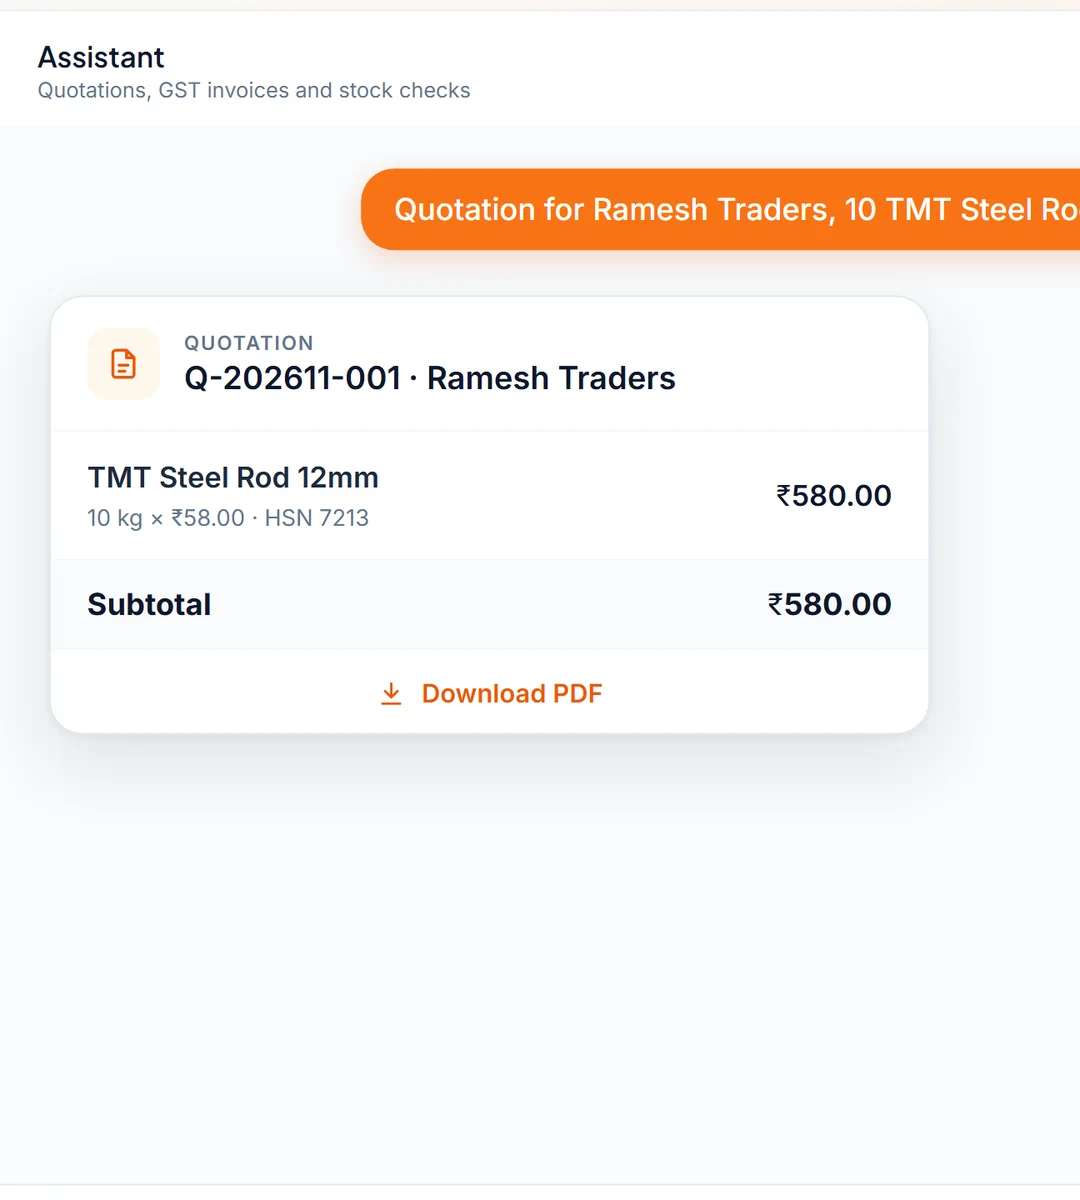 Assistant
Quotations, GST invoices and stock checks
Quotation for Ramesh Traders, 10 TMT Steel Ro
QUOTATION
Q-202611-001 · Ramesh Traders
TMT Steel Rod 12mm
₹580.00
10 kg × ₹58.00 · HSN 7213
Subtotal
₹580.00
Download PDF